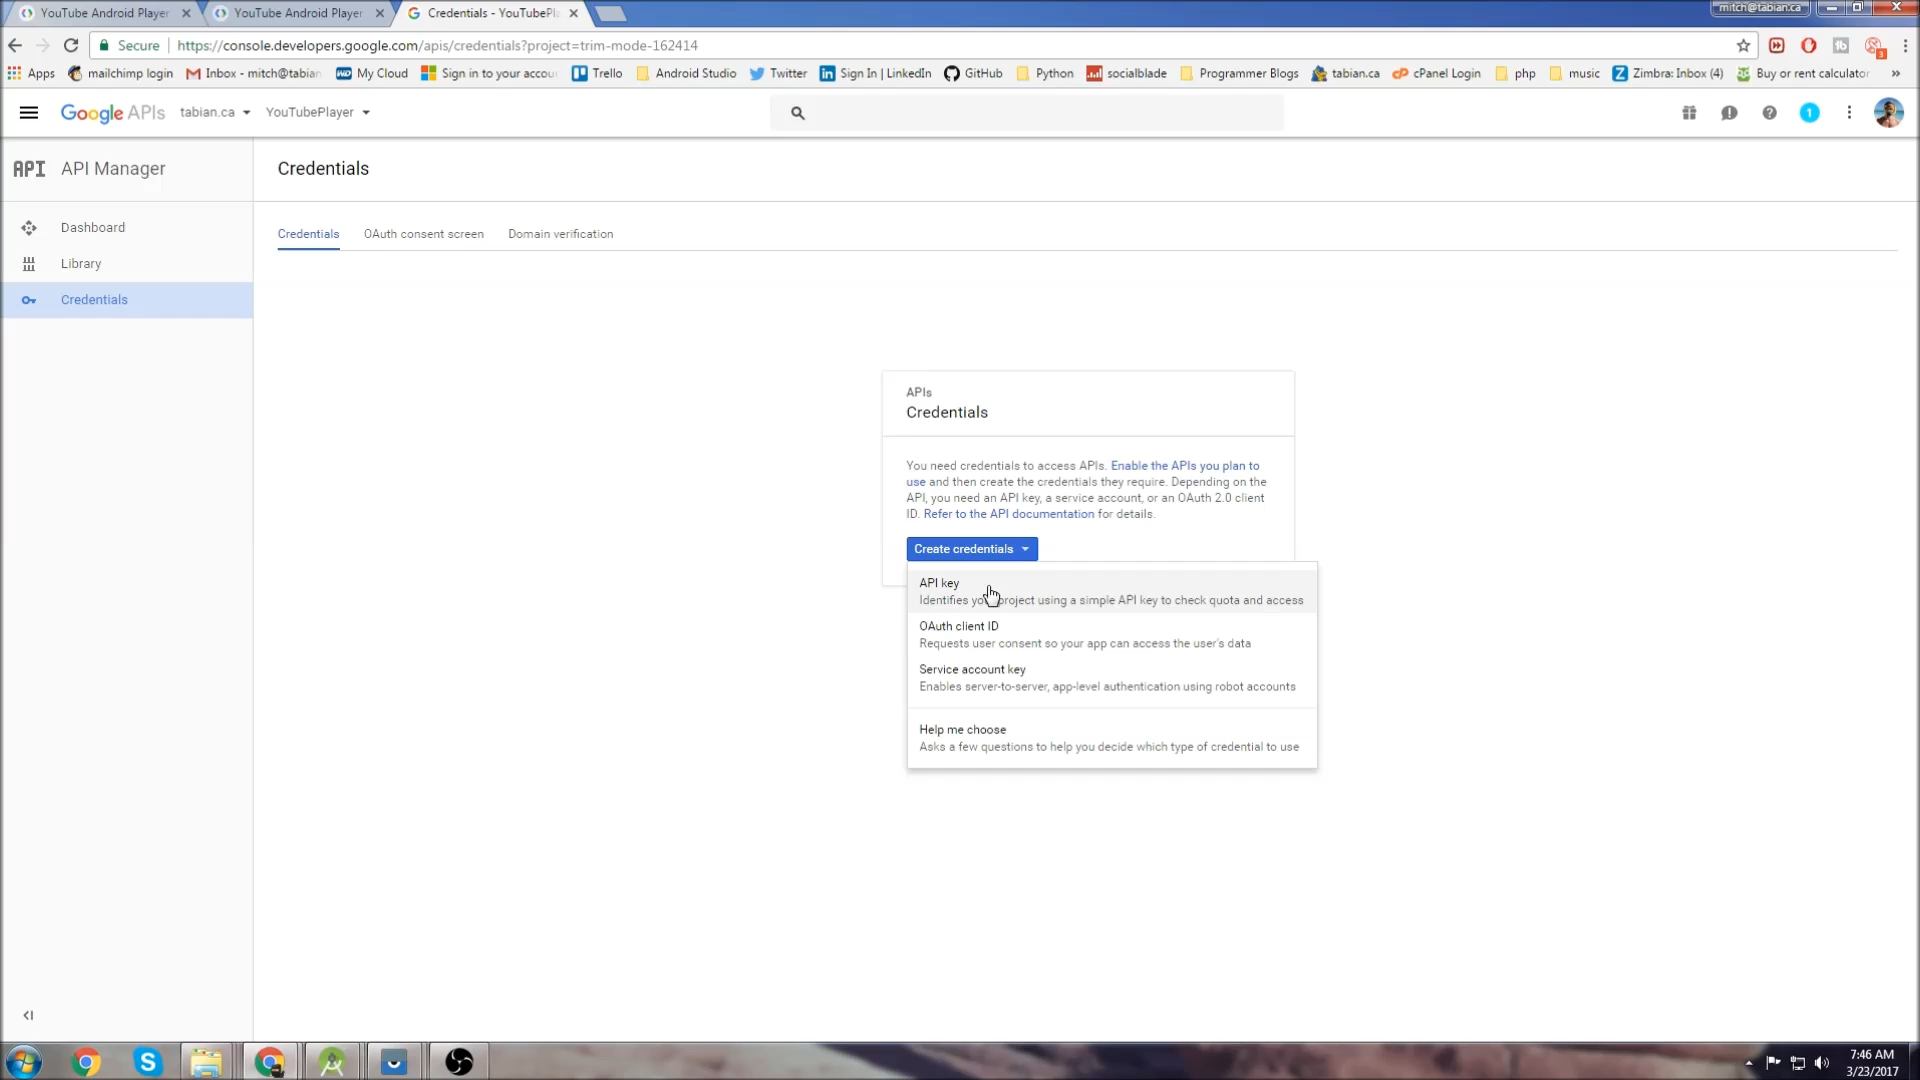 YouTube Android Player
YouTube Android Player
Credentials - YouTubePl
mitch@tabian.ca
Secure
https://console.developers.google.com/apis/credentials?project=trim-mode-162414
Apps
mailchimp login
Inbox - mitch@tabian
My Cloud
Sign in to your accou
Trello
Android Studio
Twitter
Sign In | LinkedIn
GitHub
Python
socialblade
Programmer Blogs
tabian.ca
cPanel Login
php
music
Zimbra: Inbox (4)
Buy or rent calculator
»
Google APIs
tabian.ca
YouTubePlayer
1
API API Manager
Credentials
Dashboard
Library
Credentials
Credentials
OAuth consent screen
Domain verification
APIs
Credentials
You need credentials to access APIs. Enable the APIs you plan to
use and then create the credentials they require. Depending on the
API, you need an API key, a service account, or an OAuth 2.0 client
ID. Refer to the API documentation for details.
Create credentials
API key
Identifies yo project using a simple API key to check quota and access
OAuth client ID
Requests user consent so your app can access the user's data
Service account key
Enables server-to-server, app-level authentication using robot accounts
Help me choose
Asks a few questions to help you decide which type of credential to use
7:46 AM
3/23/2017